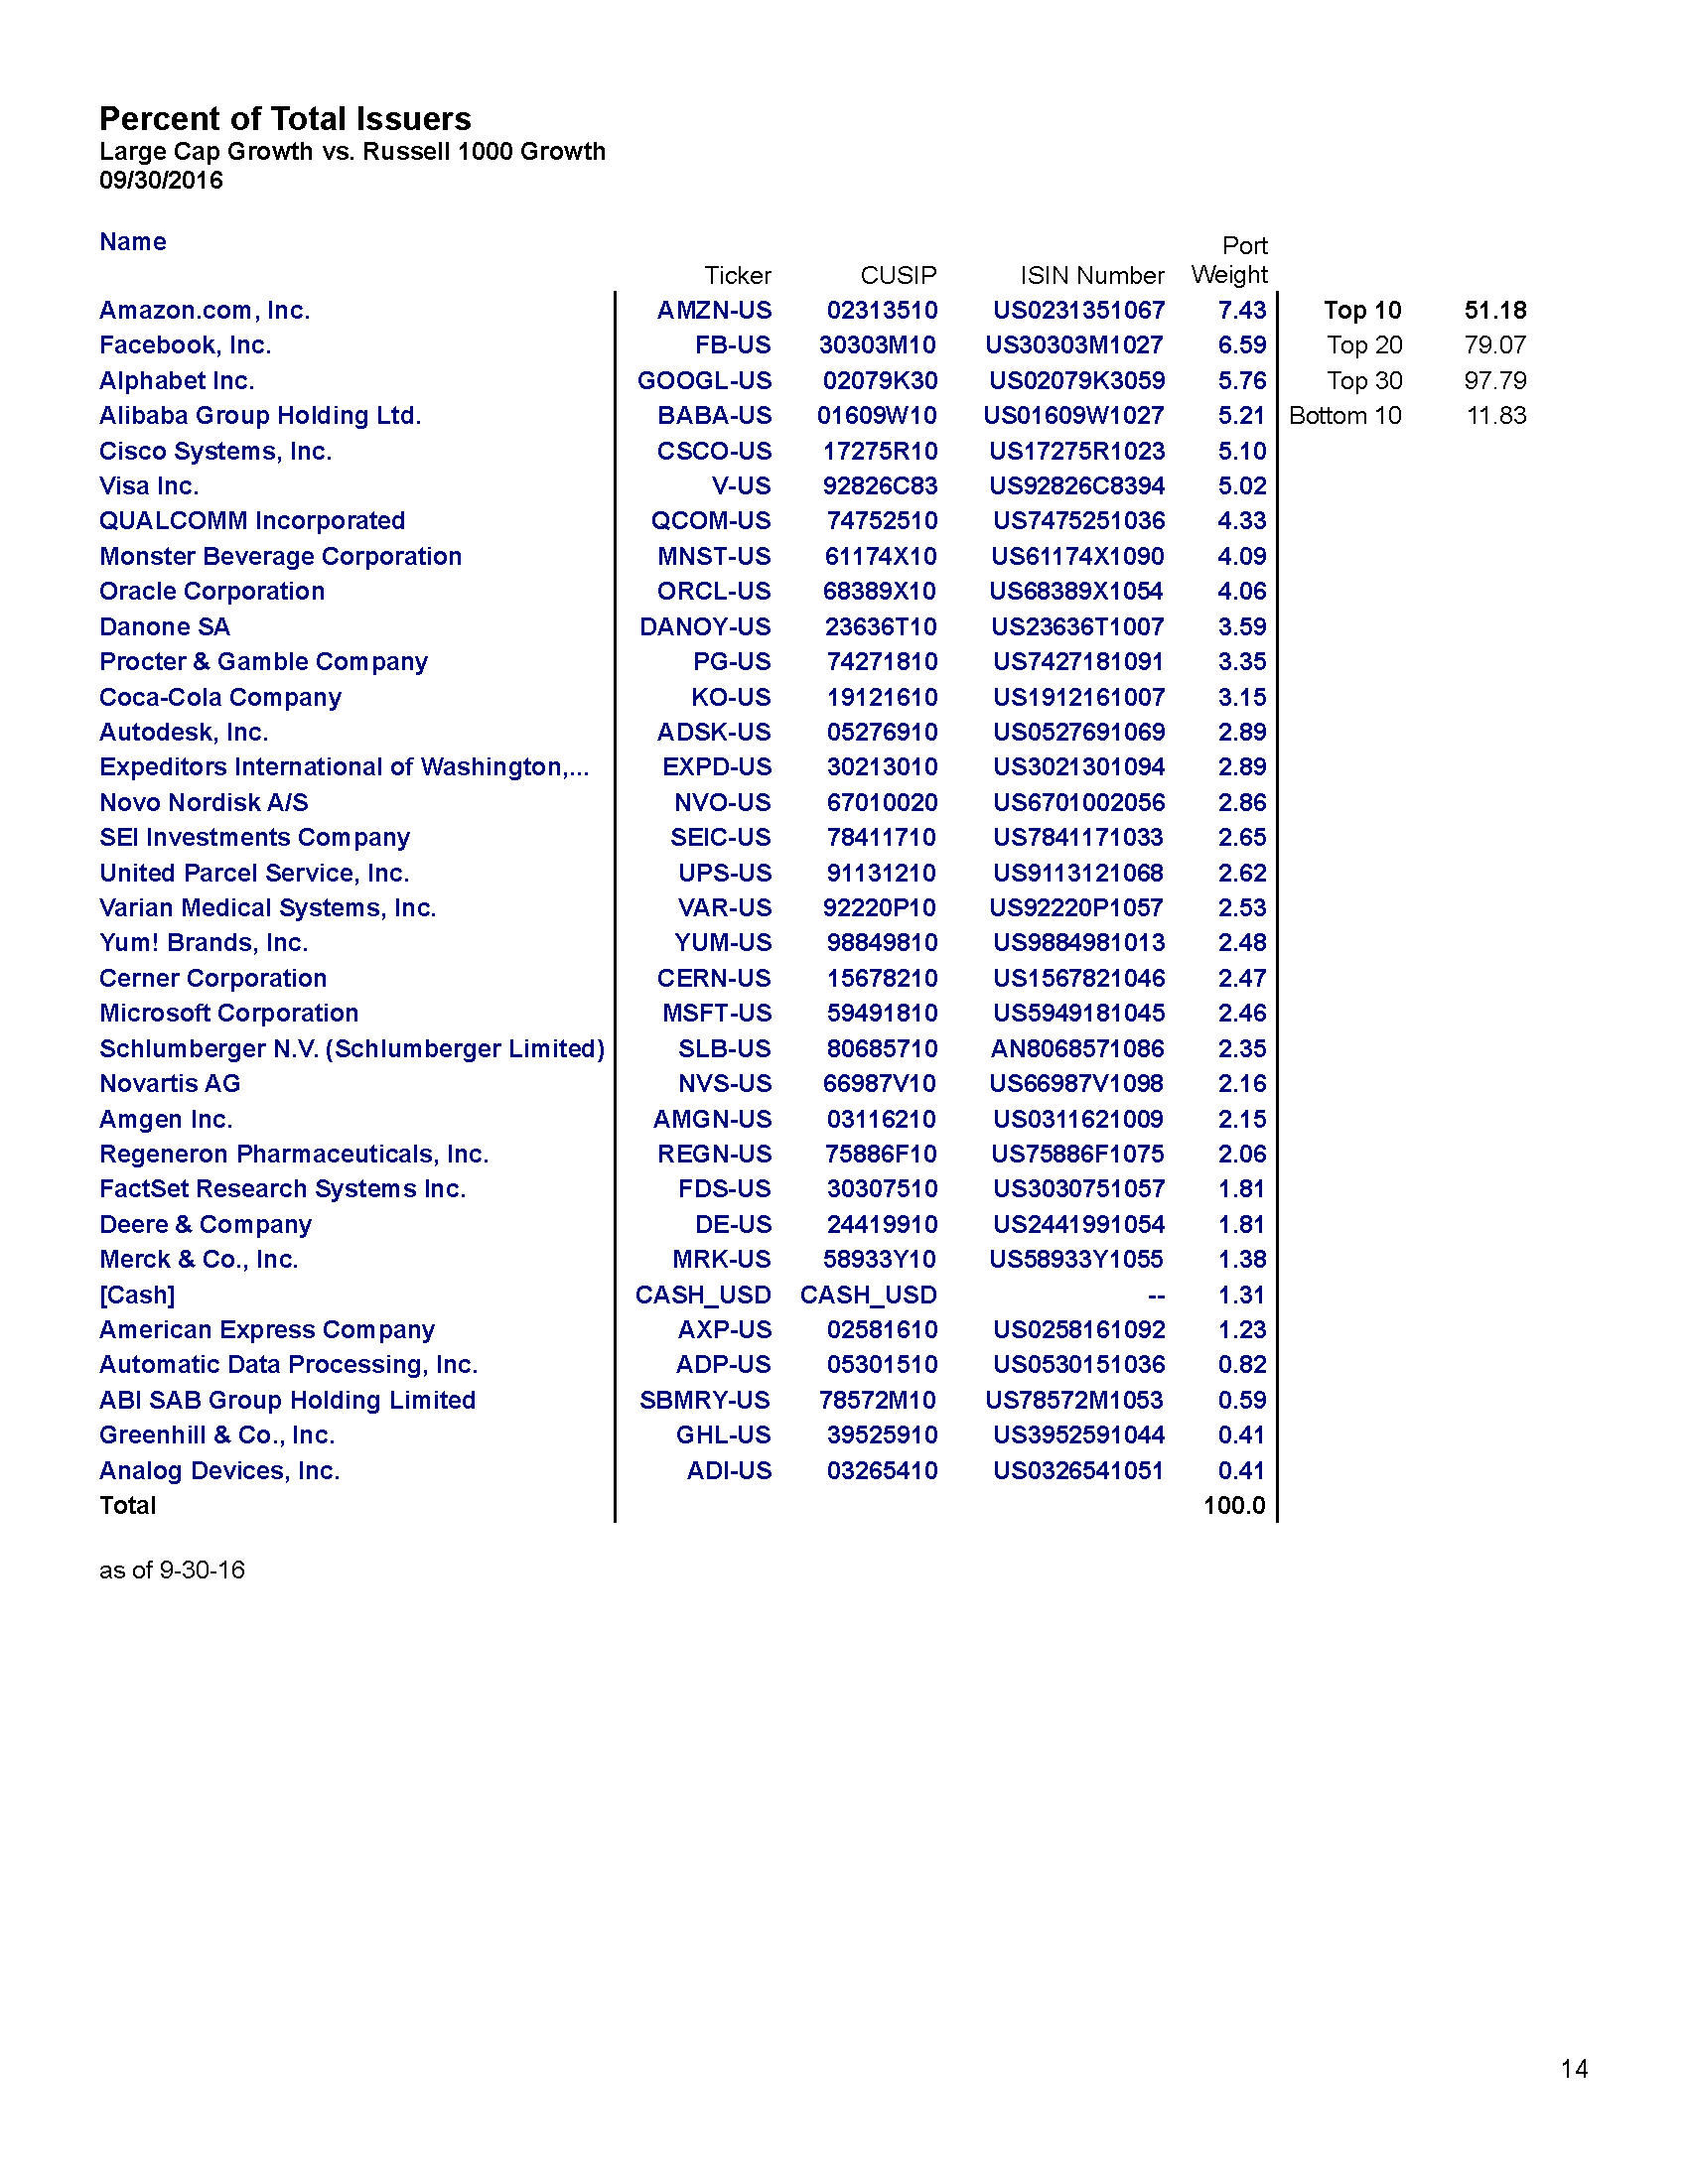 Percent of Total Issuers
Large Cap Growth vs. Russell 1000 Growth
09/30/2016
Name Ticker CUSIP ISIN Number Port Weight
Amazon.com, Inc. AMZN-US 02313510 US0231351067 7.43 Top 10 51.18
Facebook, Inc. FB-US 30303M10 US30303M1027 6.59 Top 20 79.07
Alphabet Inc. GOOGL-US 02079K30 US02079K3059 5.76 Top 30 97.79
Alibaba Group Holding Ltd. BABA-US 01609W10 US01609W1027 5.21 Bottom 10 11.83
Cisco Systems, Inc. CSCO-US 17275R10 US17275R1023 5.10
Visa Inc. V-US 92826C83 US92826C8394 5.02
QUALCOMM Incorporated QCOM-US 74752510 US7475251036 4.33
Monster Beverage Corporation MNST-US 61174X10 US61174X1090 4.09
Oracle Corporation ORCL-US 68389X10 US68389X1054 4.06
Danone SA DANOY-US 23636T10 US23636T1007 3.59
Procter & Gamble Company PG-US 74271810 US7427181091 3.35
Coca-Cola Company KO-US 19121610 US1912161007 3.15
Autodesk, Inc. ADSK-US 05276910 US0527691069 2.89
Expeditors International of Washington,... EXPD-US 30213010 US3021301094 2.89
Novo Nordisk A/S NVO-US 67010020 US6701002056 2.86
SEI Investments Company SEIC-US 78411710 US7841171033 2.65
United Parcel Service, Inc. UPS-US 91131210 US9113121068 2.62
Varian Medical Systems, Inc. VAR-US 92220P10 US92220P1057 2.53
Yum! Brands, Inc. YUM-US 98849810 US9884981013 2.48
Cerner Corporation CERN-US 15678210 US1567821046 2.47
Microsoft Corporation MSFT-US 59491810 US5949181045 2.46
Schlumberger N.V. (Schlumberger Limited) SLB-US 80685710 AN8068571086 2.35
Novartis AG NVS-US 66987V10 US66987V1098 2.16
Amgen Inc. AMGN-US 03116210 US0311621009 2.15
Regeneron Pharmaceuticals, Inc. REGN-US 75886F10 US75886F1075 2.06
FactSet Research Systems Inc. FDS-US 30307510 US3030751057 1.81
Deere & Company DE-US 24419910 US2441991054 1.81
Merck & Co., Inc. MRK-US 58933Y10 US58933Y1055 1.38
[Cash] CASH_USD CASH_USD -- 1.31
American Express Company AXP-US 02581610 US0258161092 1.23
Automatic Data Processing, Inc. ADP-US 05301510 US0530151036 0.82
ABI SAB Group Holding Limited SBMRY-US 78572M10 US78572M1053 0.59
Greenhill & Co., Inc. GHL-US 39525910 US3952591044 0.41
Analog Devices, Inc. ADI-US 03265410 US0326541051 0.41
Total 100.0
as of 9-30-16
14